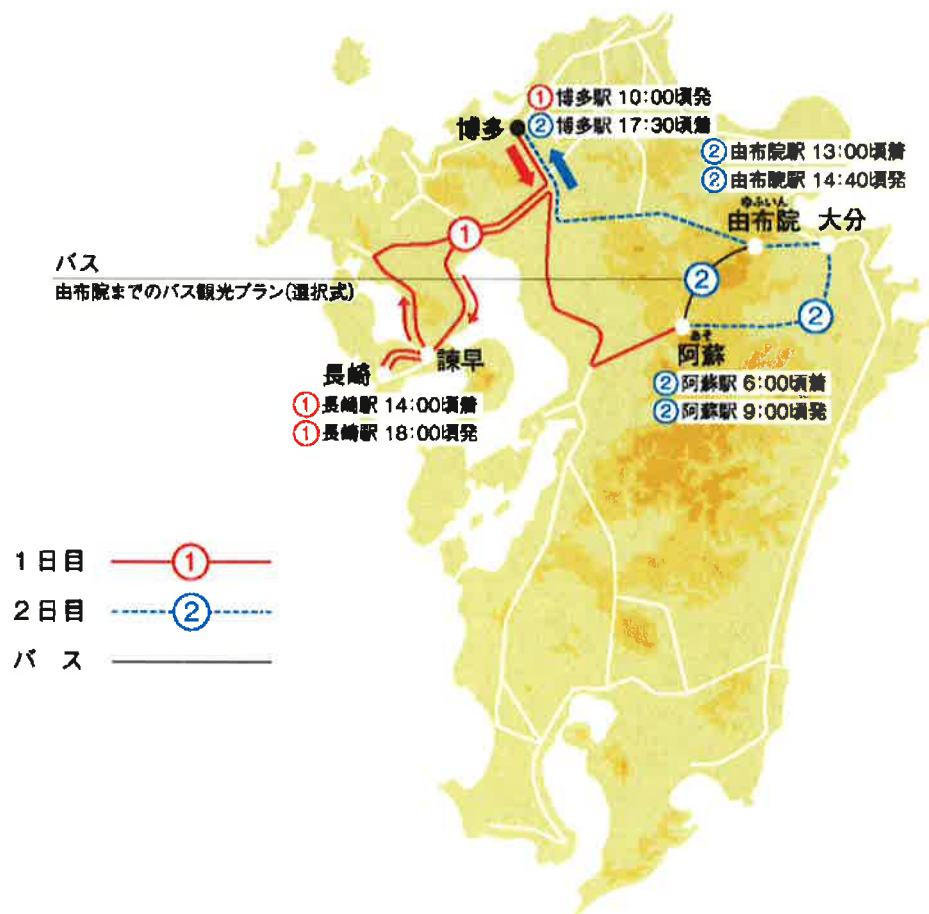 ① 博多駅 10:00頃発
博多
② 博多駅 17:30頃着
② 由布院駅 13:00頃着
② 由布院駅 14:40頃発
ゆふいん
由布院
大分
①
バス
由布院までのバス観光プラン(選択式)
②
②
あそ
阿蘇
諫早
長崎
② 阿蘇駅 6:00頃着
② 阿蘇駅 9:00頃発
① 長崎駅 14:00頃着
① 長崎駅 18:00頃発
1日目 ①
2日目 ②
バス